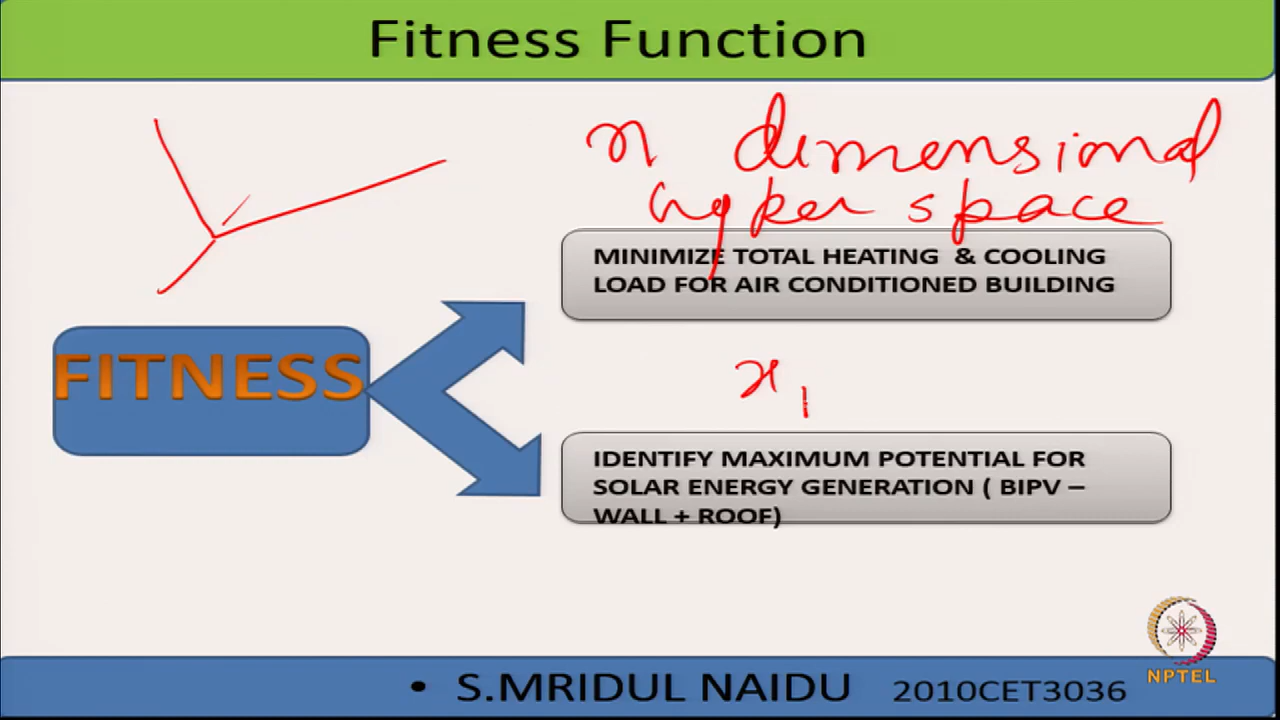 Fitness Function
n dimensional
hyper space
MINIMIZE TOTAL HEATING & COOLING
LOAD FOR AIR CONDITIONED BUILDING
FITNESS
x1
IDENTIFY MAXIMUM POTENTIAL FOR
SOLAR ENERGY GENERATION ( BIPV –
WALL + ROOF)
NPTEL
• S.MRIDUL NAIDU 2010CET3036